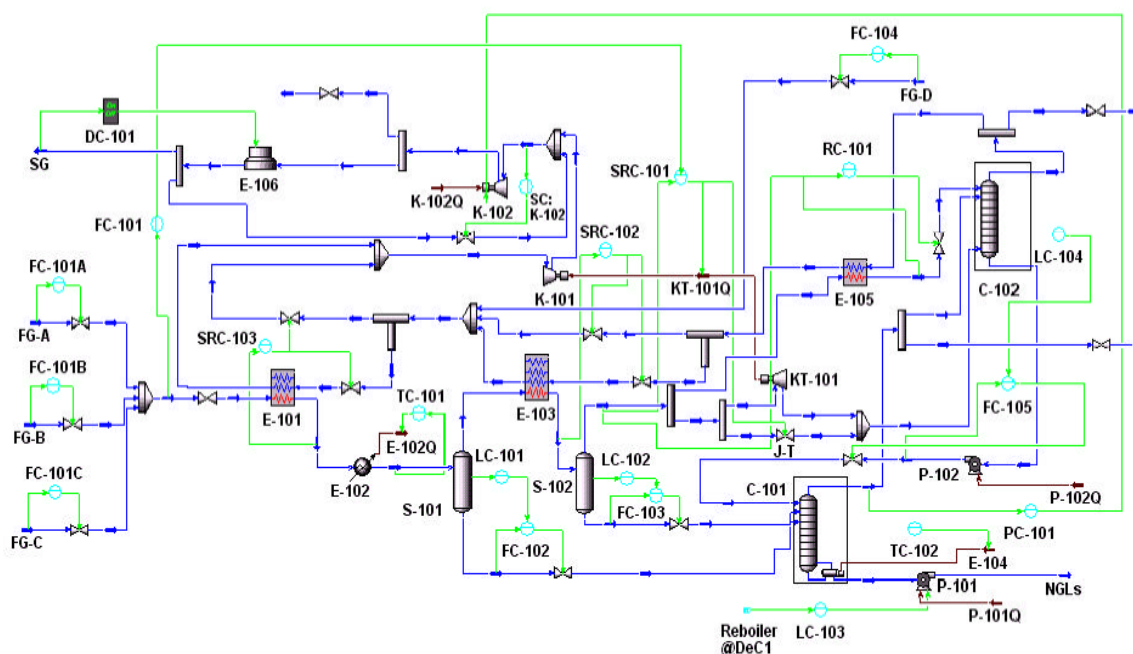 FC-104
FG-D
DC-101
SG
E-106
K-102Q
K-102
SC:
K-102
SRC-101
RC-101
FC-101
SRC-102
LC-104
C-102
FC-101A
FG-A
K-101
KT-101Q
E-105
SRC-103
FC-101B
FG-B
E-101
TC-101
E-103
KT-101
FC-105
E-102Q
J-T
FC-101C
FG-C
E-102
LC-101
S-101
S-102
LC-102
FC-103
C-101
P-102
P-102Q
FC-102
TC-102
PC-101
E-104
P-101
NGLs
P-101Q
Reboiler
@DeC1
LC-103